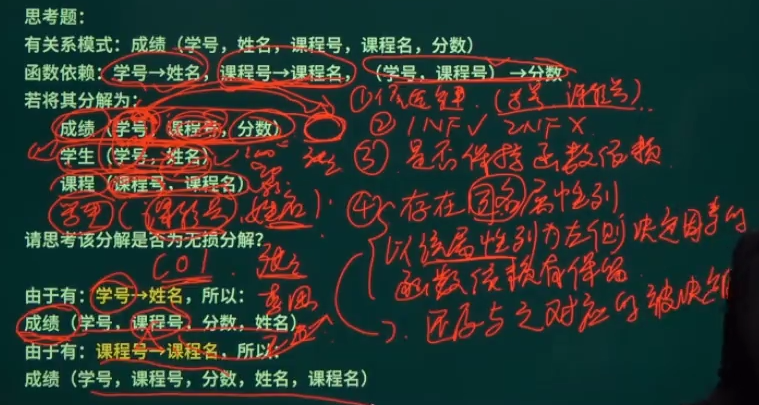 思考题：
有关系模式：成绩（学号，姓名，课程号，课程名，分数）
函数依赖：学号→姓名，课程号→课程名，（学号，课程号）→分数
若将其分解为：
成绩（学号，课程号，分数）
学生（学号，姓名）
课程（课程号，课程名）
学生（课程号，姓名）
请思考该分解是否为无损分解？
C01
由于有：学号→姓名，所以：
成绩（学号，课程号，分数，姓名）
由于有：课程号→课程名，所以：
成绩（学号，课程号，分数，姓名，课程名）
① （学号 课程号）
② 1NF✓ 2NF✗
③ 是否保持函数依赖
④ 存在同名属性列
以该属性列为左侧决定因素的
函数依赖有保留
还存与之对应的被决定